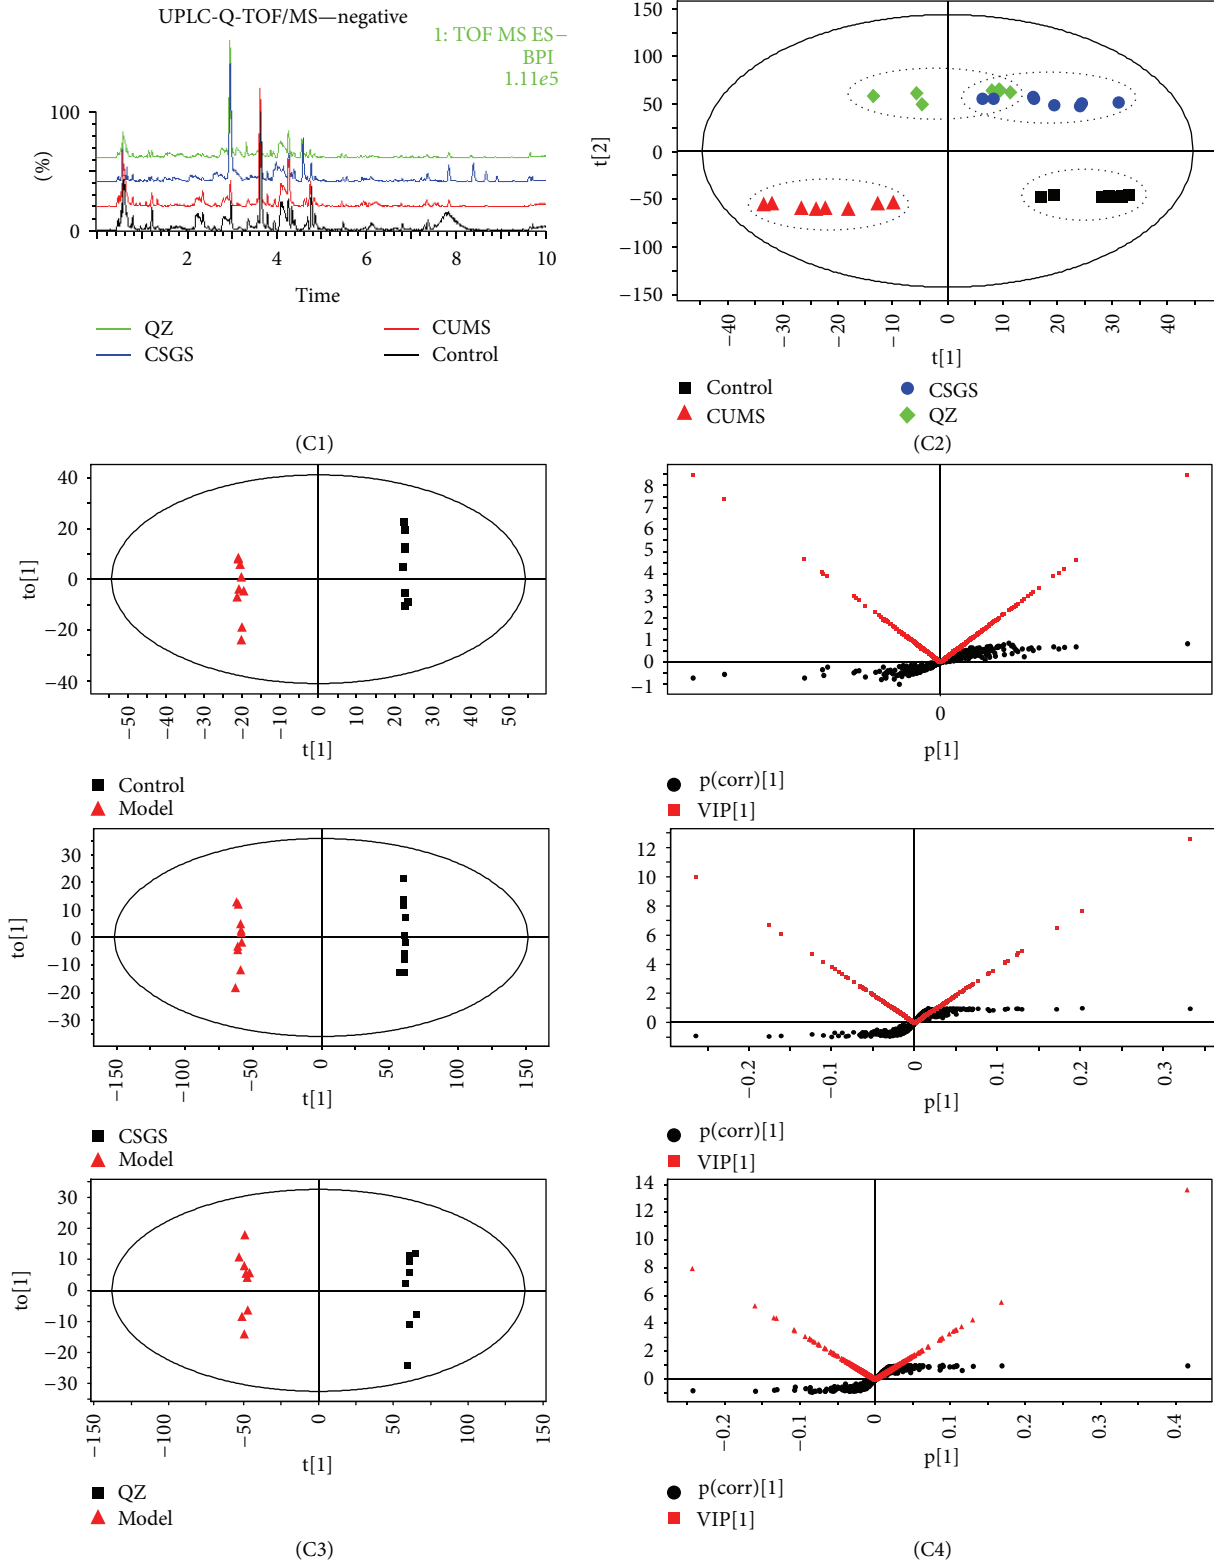 UPLC-Q-TOF/MS—negative
1: TOF MS ES−
BPI
1.11e5
100
0
(%)
2 4 6 8 10
Time
QZ
CSGS
CUMS
Control
(C1)
150
100
50
0
−50
−100
−150
t[2]
−40 −30 −20 −10 0 10 20 30 40
t[1]
Control
CUMS
CSGS
QZ
(C2)
40
20
0
−20
−40
to[1]
−50 −40 −30 −20 −10 0 10 20 30 40 50
t[1]
Control
Model
8
7
6
5
4
3
2
1
0
−1
0
p[1]
p(corr)[1]
VIP[1]
30
20
10
0
−10
−20
−30
to[1]
−150 −100 −50 0 50 100 150
t[1]
CSGS
Model
12
10
8
6
4
2
0
−0.2 −0.1 0 0.1 0.2 0.3
p[1]
p(corr)[1]
VIP[1]
30
20
10
0
−10
−20
−30
to[1]
−150 −100 −50 0 50 100 150
t[1]
QZ
Model
(C3)
14
12
10
8
6
4
2
0
−0.2 −0.1 0 0.1 0.2 0.3 0.4
p[1]
p(corr)[1]
VIP[1]
(C4)